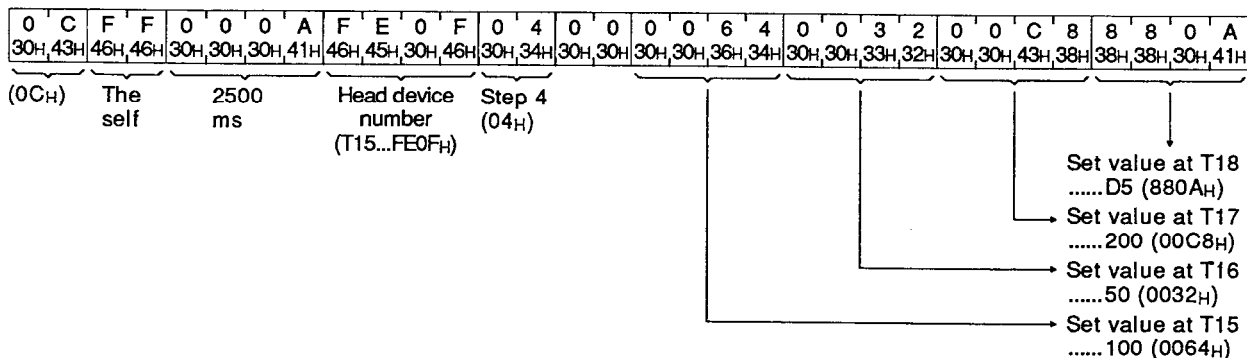 0 C F F 0 0 0 A F E 0 F 0 4 0 0 0 0 6 4 0 0 3 2 0 0 C 8 8 8 0 A
30H,43H 46H,46H 30H,30H,30H,41H 46H,45H,30H,46H 30H,34H 30H,30H 30H,30H,36H,34H 30H,30H,33H,32H 30H,30H,43H,38H 38H,38H,30H,41H
(0CH) The 2500 Head device Step 4
self ms number (04H)
(T15...FE0FH)
Set value at T18
......D5 (880AH)
Set value at T17
......200 (00C8H)
Set value at T16
......50 (0032H)
Set value at T15
......100 (0064H)